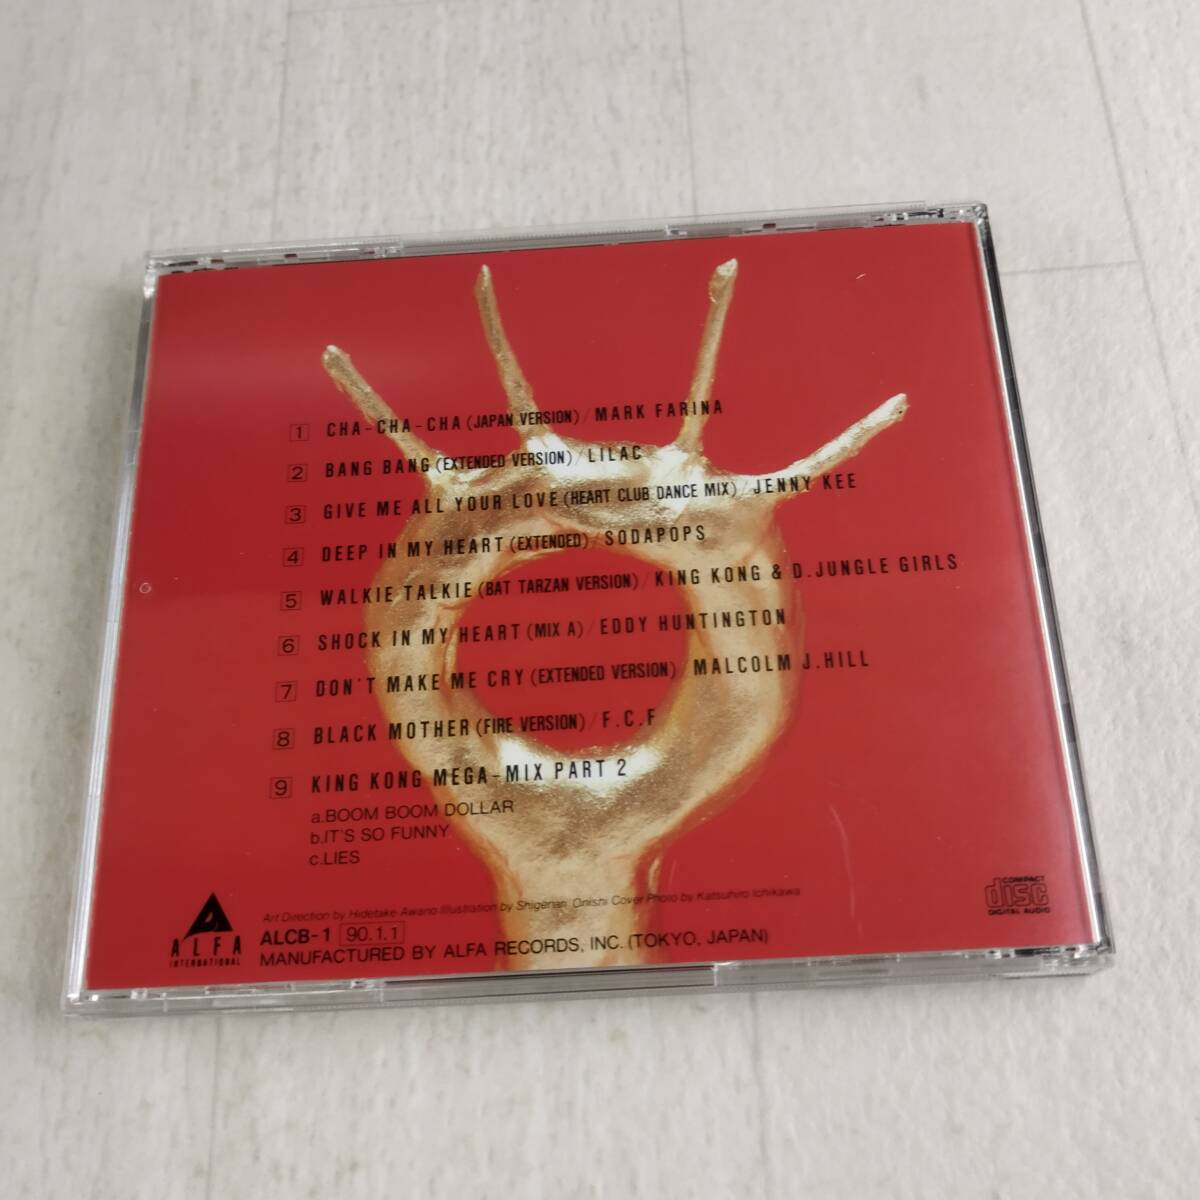 1 CHA-CHA-CHA (JAPAN VERSION) / MARK FARINA
2 BANG BANG (EXTENDED VERSION) / LILAC
3 GIVE ME ALL YOUR LOVE (HEART CLUB DANCE MIX) / JENNY KEE
4 DEEP IN MY HEART (EXTENDED) / SODAPOPS
5 WALKIE TALKIE (BAT TARZAN VERSION) / KING KONG & D.JUNGLE GIRLS
6 SHOCK IN MY HEART (MIX A) / EDDY HUNTINGTON
7 DON'T MAKE ME CRY (EXTENDED VERSION) / MALCOLM J.HILL
8 BLACK MOTHER (FIRE VERSION) / F.C.F
9 KING KONG MEGA-MIX PART 2
a.BOOM BOOM DOLLAR
b.IT'S SO FUNNY
c.LIES
Art Direction by Hidetake Awano Illustration by Shigenari Onishi Cover Photo by Katsuhiro Ichikawa
ALFA
INTERNATIONAL
ALCB-1 90.1.1
MANUFACTURED BY ALFA RECORDS, INC. (TOKYO, JAPAN)
COMPACT
disc
DIGITAL AUDIO